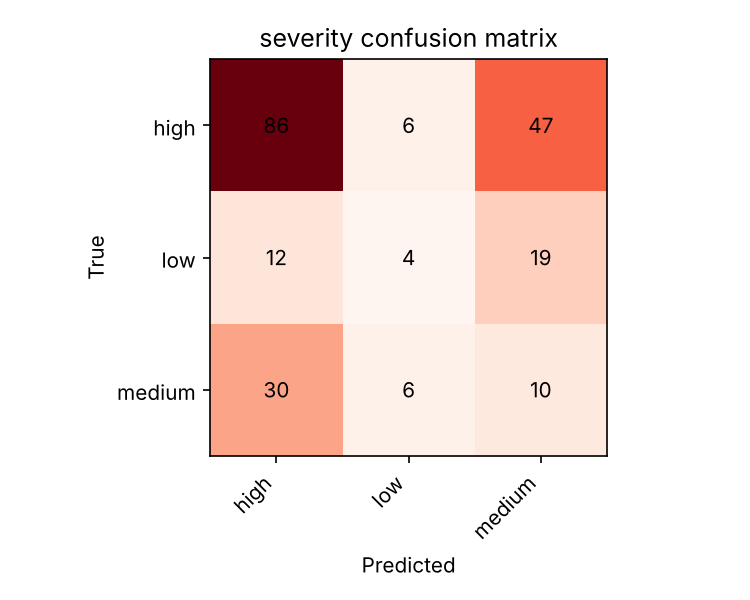 severity confusion matrix
high 86 6 47
low 12 4 19
medium 30 6 10
True
high low medium
Predicted